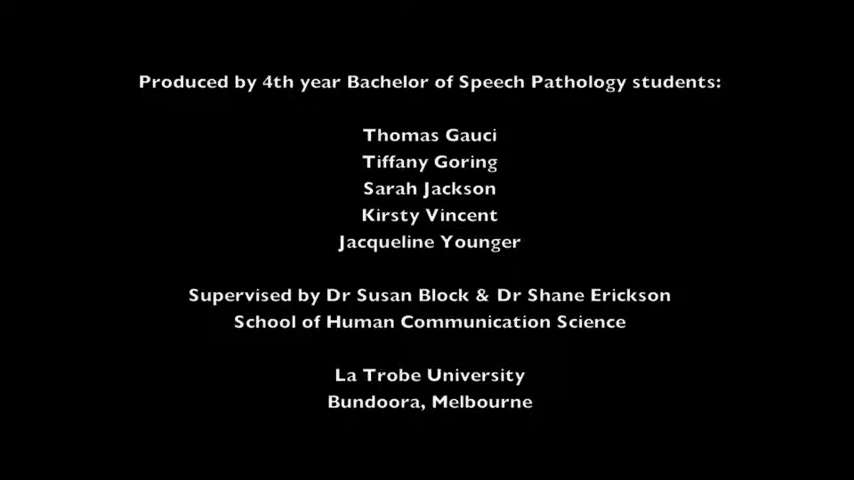 Produced by 4th year Bachelor of Speech Pathology students:
Thomas Gauci
Tiffany Goring
Sarah Jackson
Kirsty Vincent
Jacqueline Younger
Supervised by Dr Susan Block & Dr Shane Erickson
School of Human Communication Science
La Trobe University
Bundoora, Melbourne